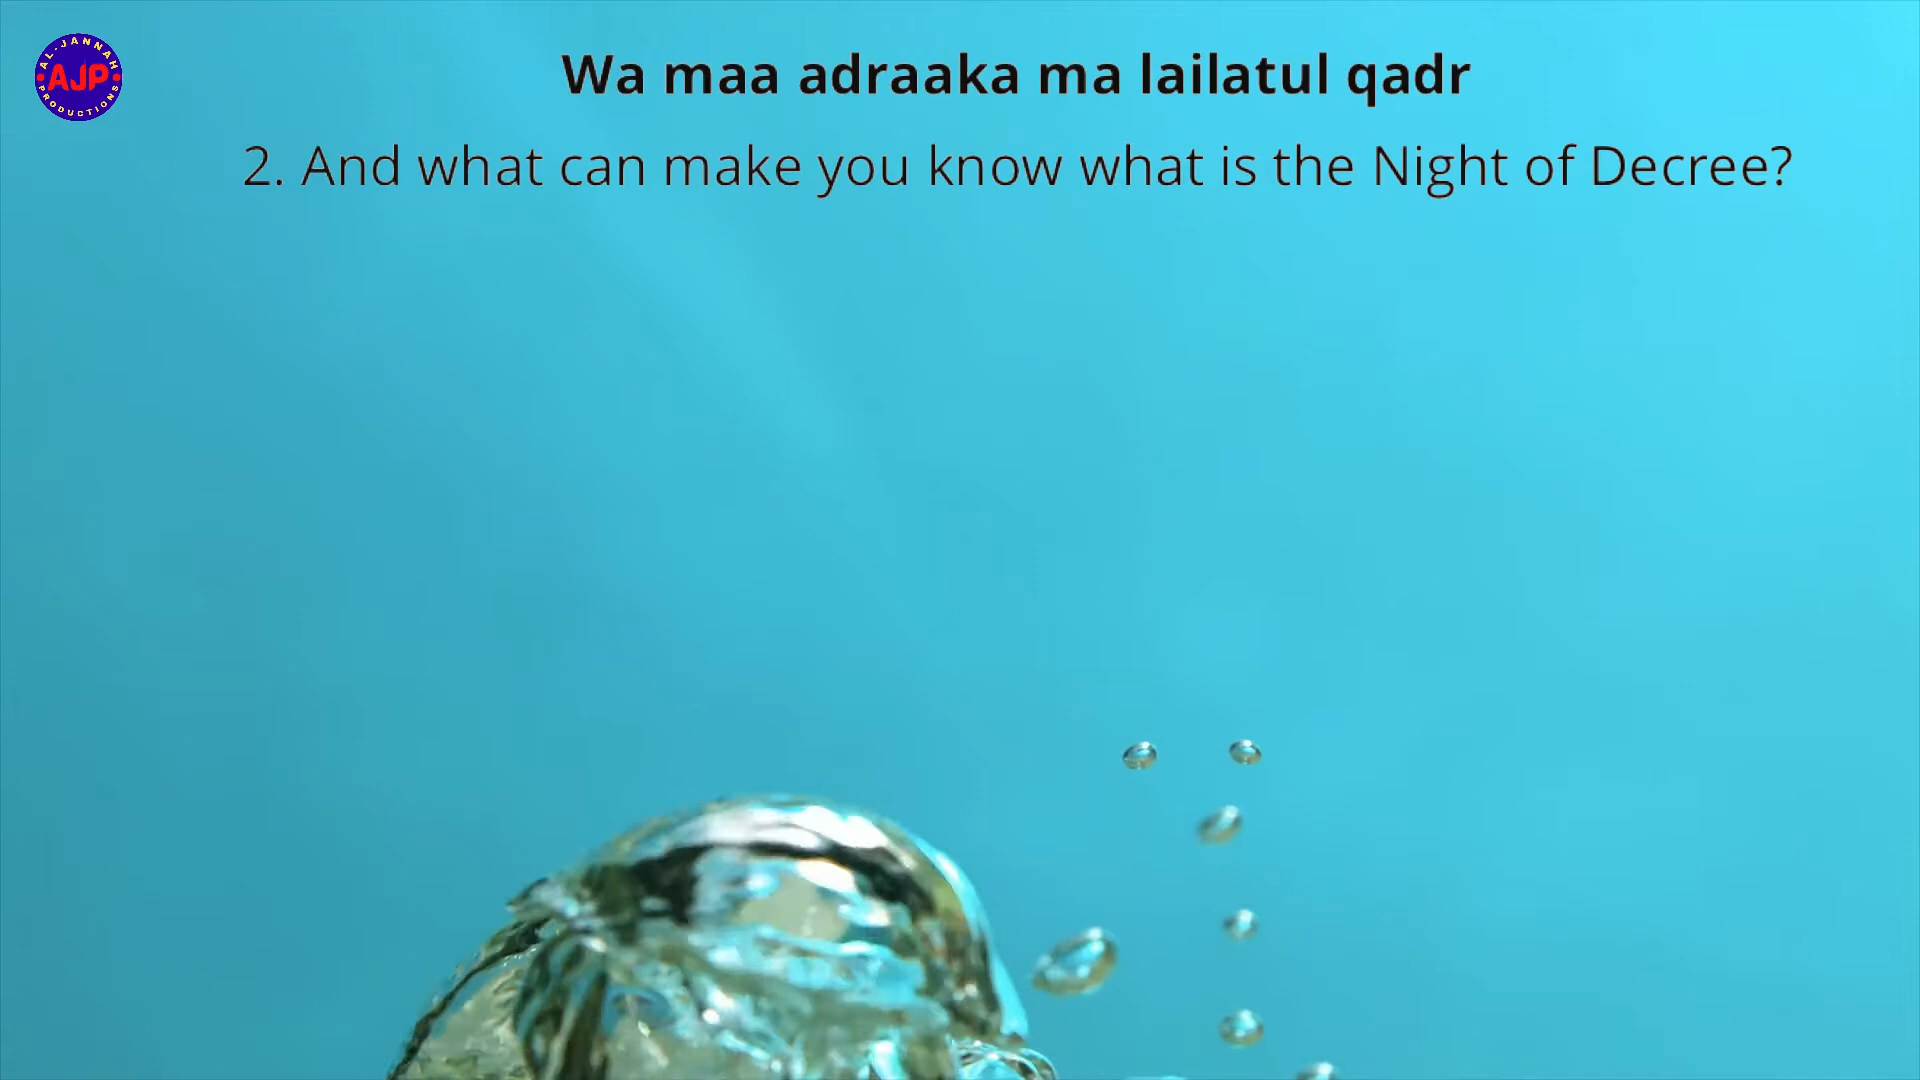 AL-JANNAH
AJP
PRODUCTIONS
Wa maa adraaka ma lailatul qadr
2. And what can make you know what is the Night of Decree?